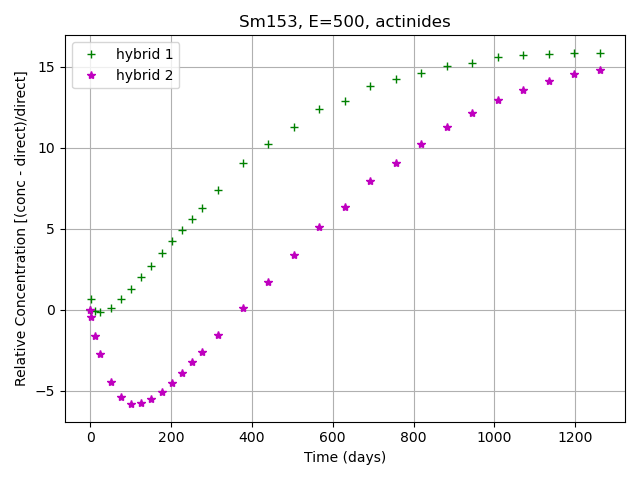 Sm153, E=500, actinides
hybrid 1
hybrid 2
Relative Concentration [(conc - direct)/direct]
15
10
5
0
−5
0 200 400 600 800 1000 1200
Time (days)